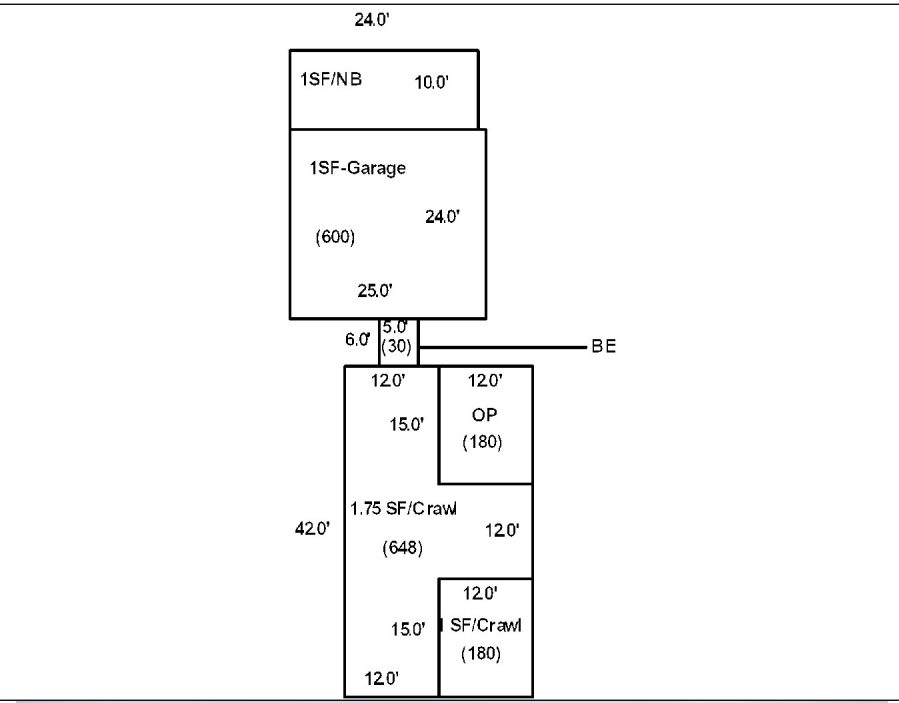 24.0'
1SF/NB 10.0'
1SF-Garage
24.0'
(600)
25.0'
5.0'
6.0' (30) BE
12.0' 12.0'
OP
15.0'
(180)
1.75 SF/Crawl
42.0' 12.0'
(648)
12.0'
15.0' 1 SF/Crawl
(180)
12.0'